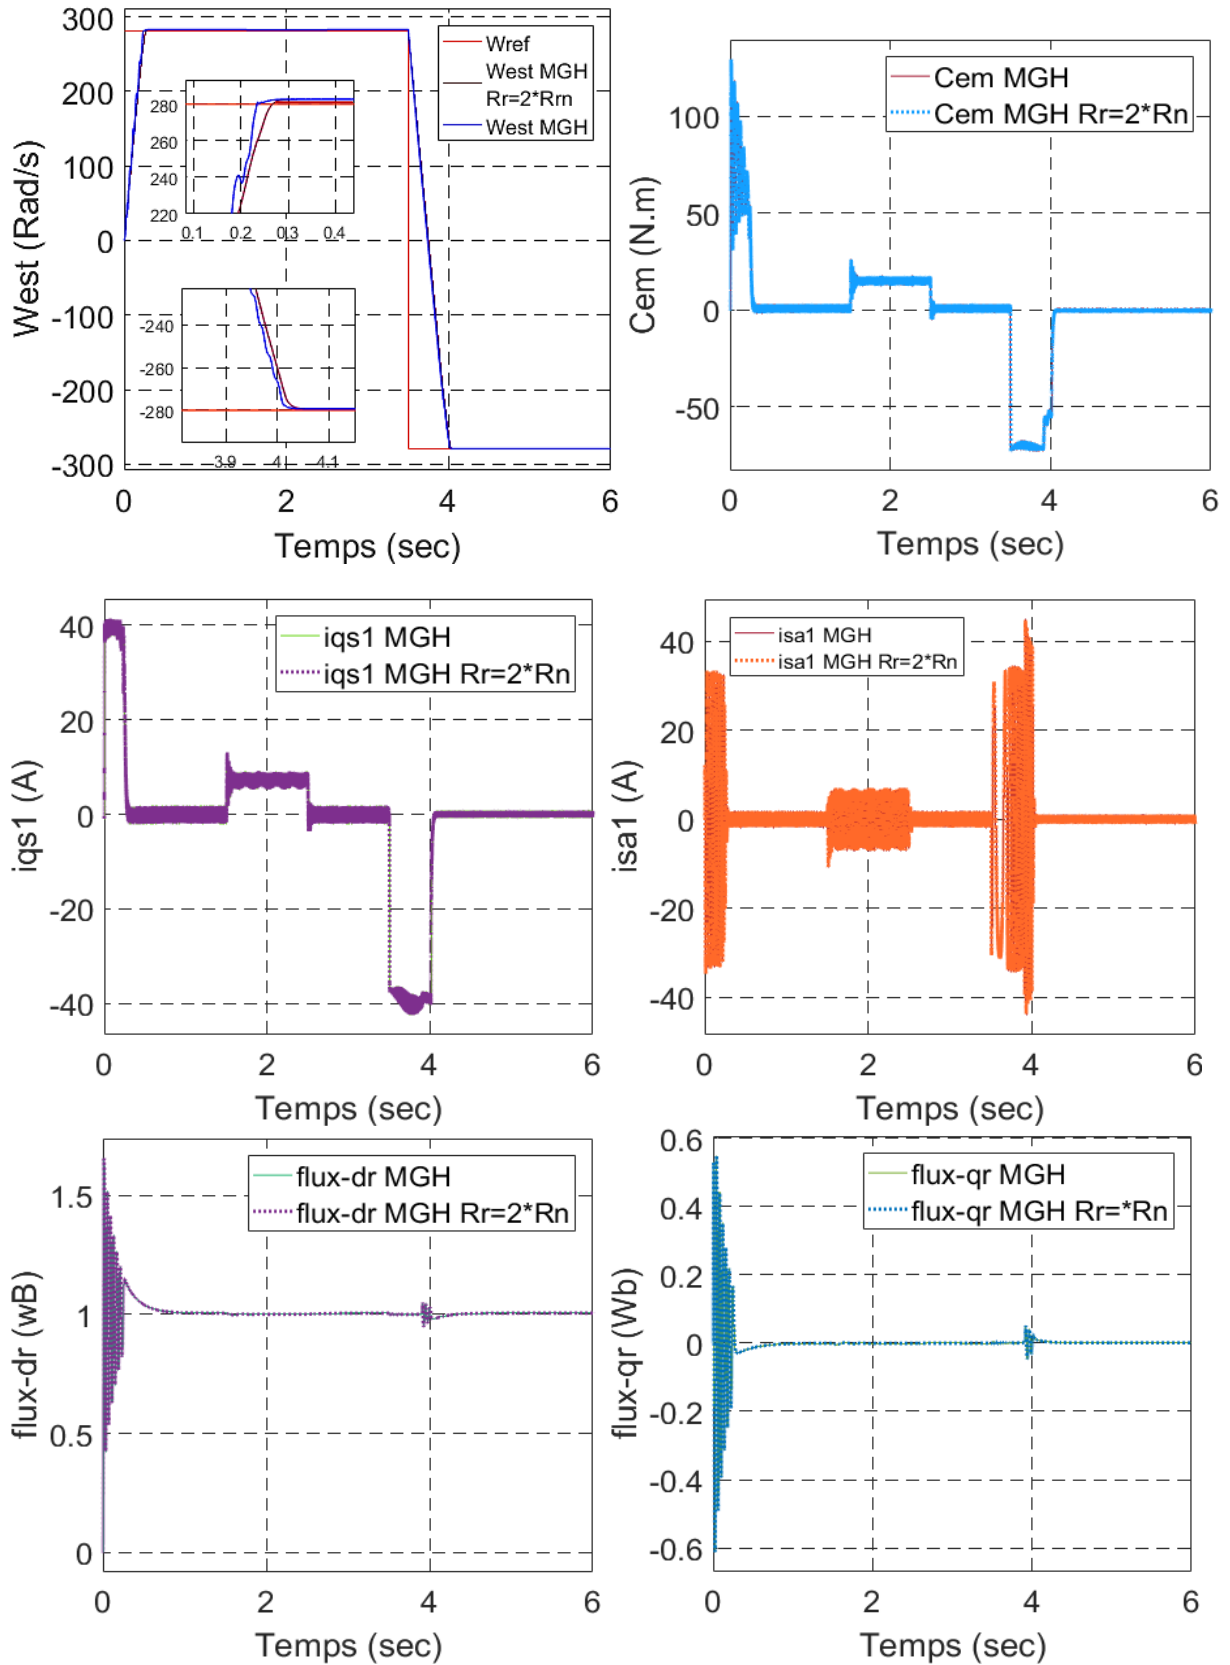 300
200
100
0
-100
-200
-300
West (Rad/s)
Wref
West MGH
Rr=2*Rrn
West MGH
280
260
240
220
0.1 0.2 0.3 0.4
-240
-260
-280
3.9 4 4.1
0 2 4 6
Temps (sec)
100
50
0
-50
Cem (N.m)
Cem MGH
Cem MGH Rr=2*Rn
0 2 4 6
Temps (sec)
40
20
0
-20
-40
iqs1 (A)
iqs1 MGH
iqs1 MGH Rr=2*Rn
0 2 4 6
Temps (sec)
40
20
0
-20
-40
isa1 (A)
isa1 MGH
isa1 MGH Rr=2*Rn
0 2 4 6
Temps (sec)
1.5
1
0.5
0
flux-dr (wB)
flux-dr MGH
flux-dr MGH Rr=2*Rn
0 2 4 6
Temps (sec)
0.6
0.4
0.2
0
-0.2
-0.4
-0.6
flux-qr (Wb)
flux-qr MGH
flux-qr MGH Rr=*Rn
0 2 4 6
Temps (sec)